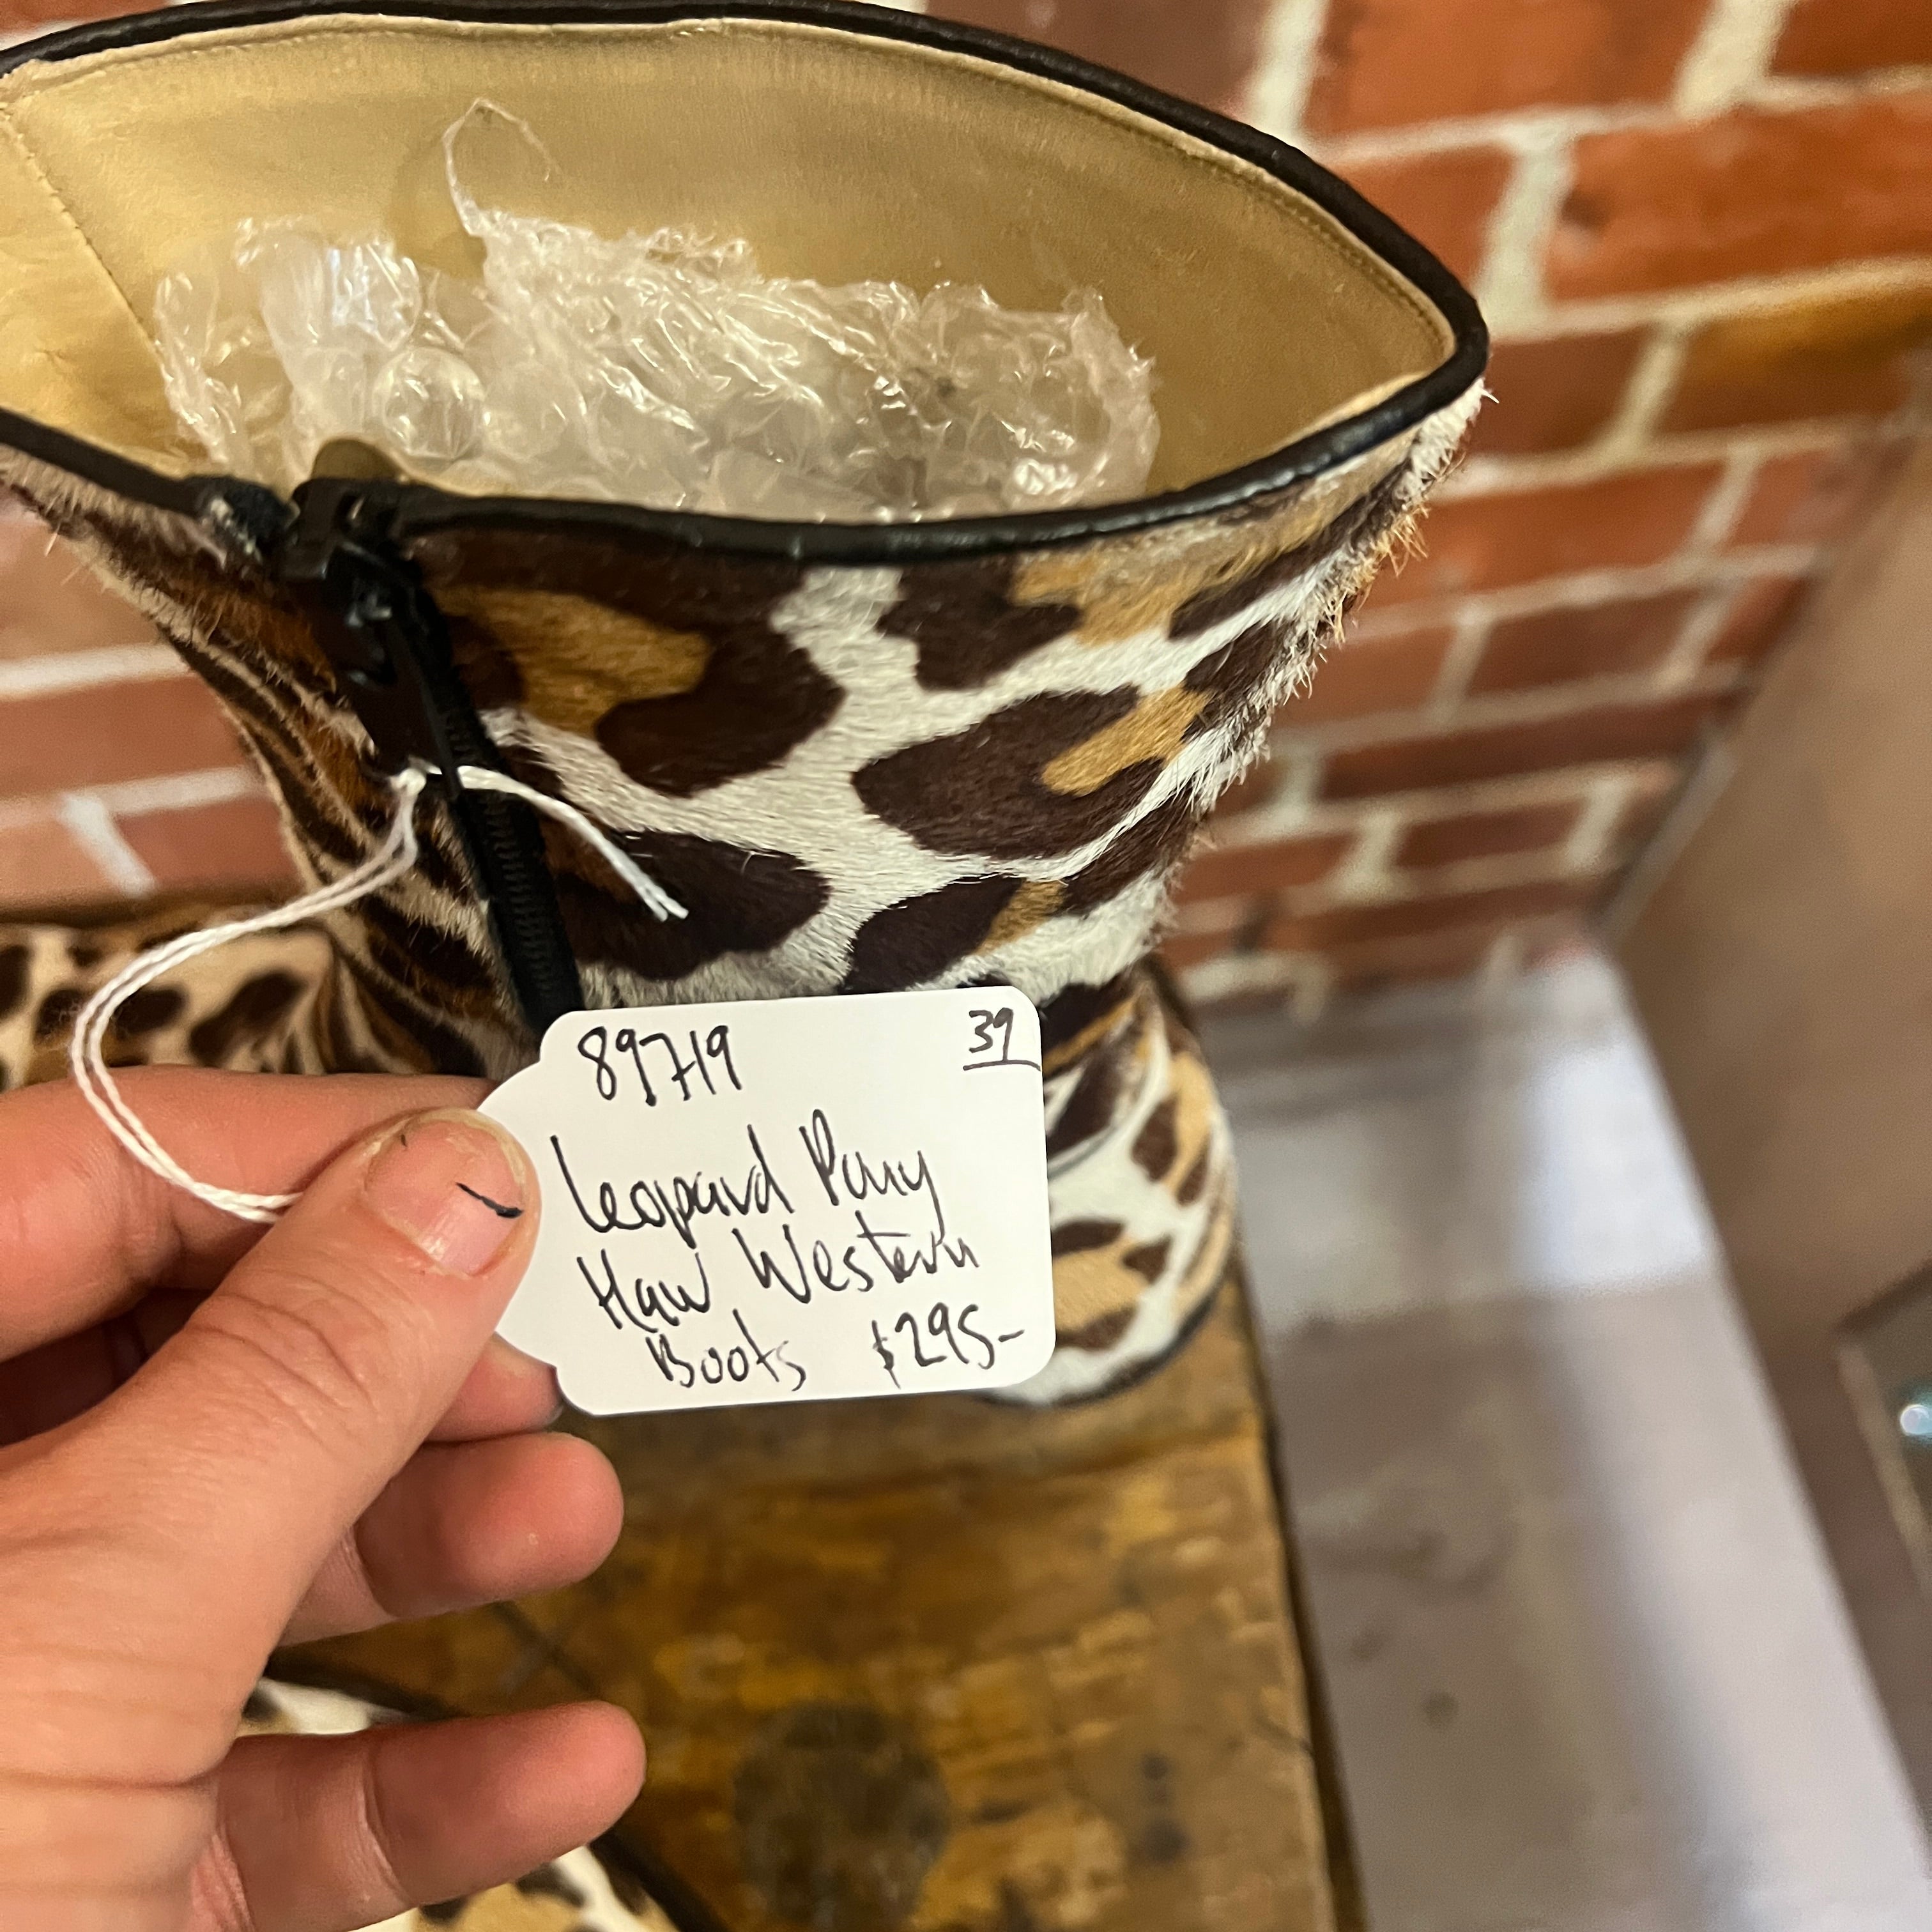 89719 39
Leopard Pony
Hair Western
Boots $295-